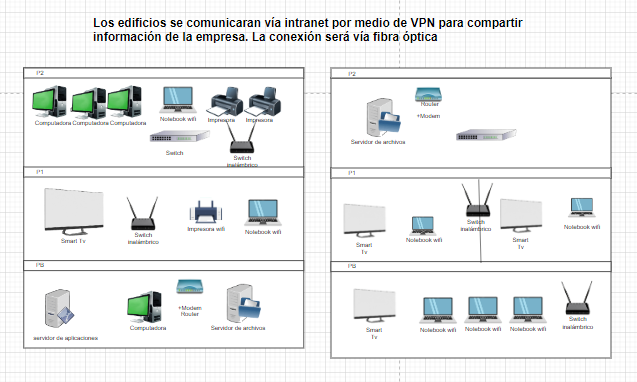 Los edificios se comunicaran vía intranet por medio de VPN para compartir
información de la empresa. La conexión será vía fibra óptica
P2
Computadora Computadora Computadora Notebook wifi Impresora Impresora
Switch
Switch
inalámbrico
P1
Smart Tv
Switch
inalámbrico
Impresora wifi
Notebook wifi
PB
servidor de aplicaciones
Computadora
+Modem
Router
Servidor de archivos
P2
Servidor de archivos
Router
+Modem
P1
Smart
Tv
Notebook wifi
Switch
inalámbrico
Smart
Tv
Notebook wifi
PB
Smart
Tv
Notebook wifi Notebook wifi Notebook wifi
Switch
inalámbrico